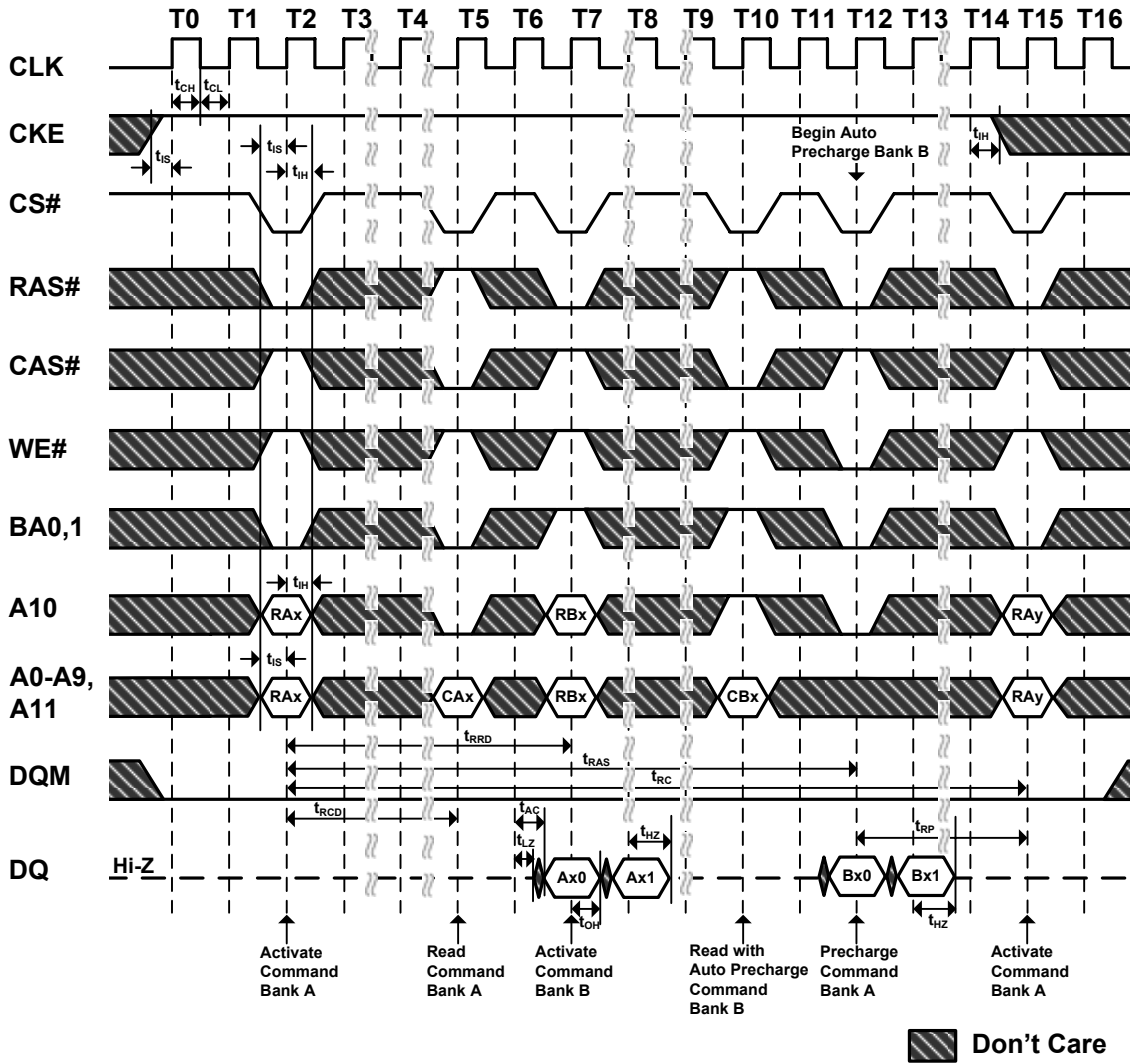 T0 T1 T2 T3 T4 T5 T6 T7 T8 T9 T10 T11 T12 T13 T14 T15 T16
CLK
tCH tCL
CKE
tIS
tIS
tIH
Begin Auto
Precharge Bank B
tIH
CS#
RAS#
CAS#
WE#
BA0,1
tIH
A10
RAx
RBx
RAy
tIS
A0-A9,
A11
RAx
CAx
RBx
CBx
RAy
tRRD
tRAS
DQM
tRC
tRCD
tAC
tLZ
tHZ
tRP
DQ
Hi-Z
Ax0
Ax1
Bx0
Bx1
tOH
tHZ
Activate
Command
Bank A
Read
Command
Bank A
Activate
Command
Bank B
Read with
Auto Precharge
Command
Bank B
Precharge
Command
Bank A
Activate
Command
Bank A
Don't Care